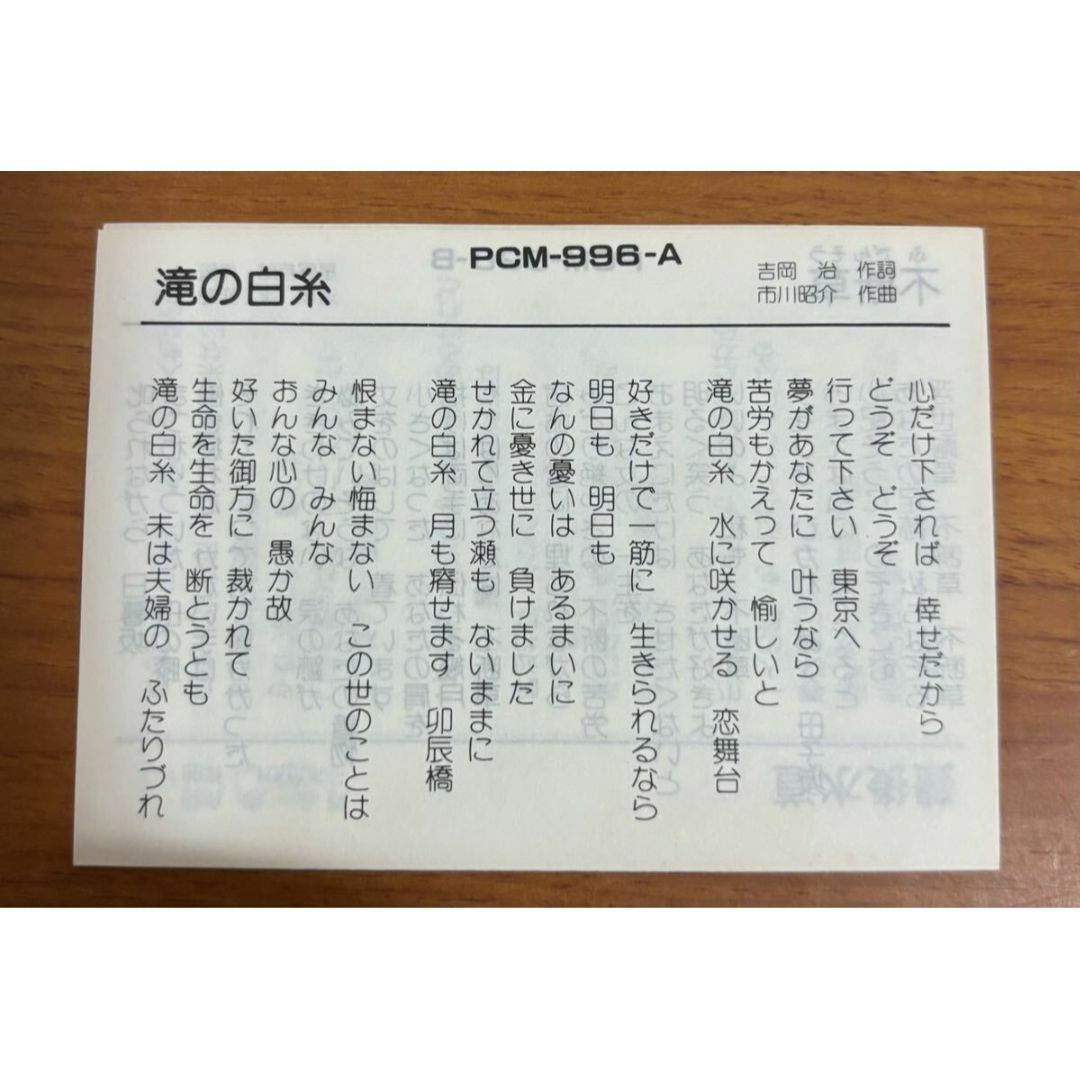 PCM-996-A
滝の白糸
吉岡 治 作詞
市川昭介 作曲
心だけ下されば 倖せだから
どうぞ どうぞ
行って下さい 東京へ
夢があなたに 叶うなら
苦労もかえって 愉しいと
滝の白糸 水に咲かせる 恋舞台
好きだけで一筋に 生きられるなら
明日も 明日も
なんの憂いは あるまいに
金に憂き世に 負けました
せかれて立つ瀬も ないままに
滝の白糸 月も瘠せます 卯辰橋
恨まない悔まない この世のことは
みんな みんな
おんな心の 愚か故
好いた御方に 裁かれて
生命を生命を 断とうとも
滝の白糸 末は夫婦の ふたりづれ